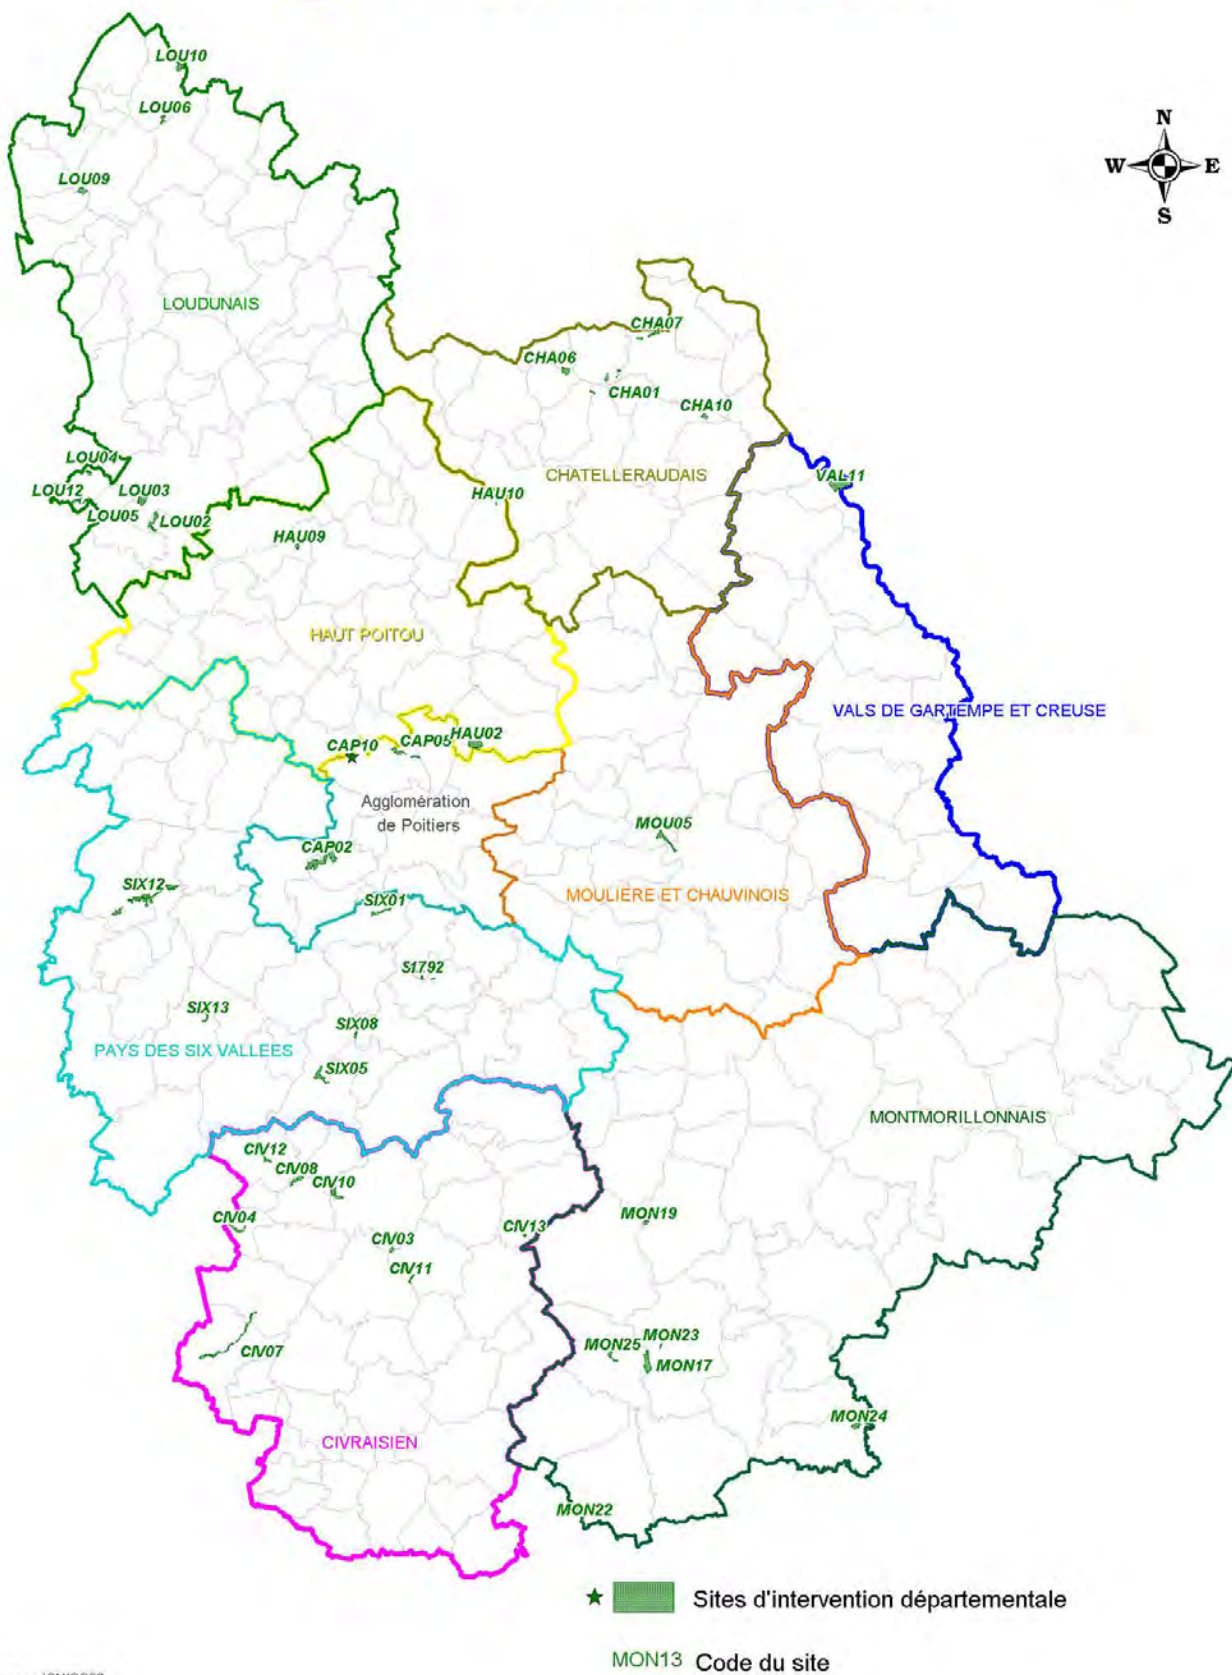 LOU10
LOU06
N
W E
S
LOU09
LOUDUNAIS
CHA07
CHA06
CHA01
CHA10
LOU04
CHATELLERAUDAIS
VAL11
LOU12
LOU03
HAU10
LOU05
LOU02
HAU09
HAUT POITOU
VALS DE GARTEMPE ET CREUSE
CAP10
CAP05
HAU02
Agglomération
de Poitiers
MOU05
CAP02
SIX12
MOULIERE ET CHAUVINOIS
SIX01
S1792
SIX13
SIX08
PAYS DES SIX VALLEES
SIX05
MONTMORILLONNAIS
CIV12
CIV08
CIV10
CIV04
MON19
CIV13
CIV03
CIV11
MON23
MON25
CIV07
MON17
MON24
CIVRAISIEN
MON22
Sites d'intervention départementale
MON13 Code du site